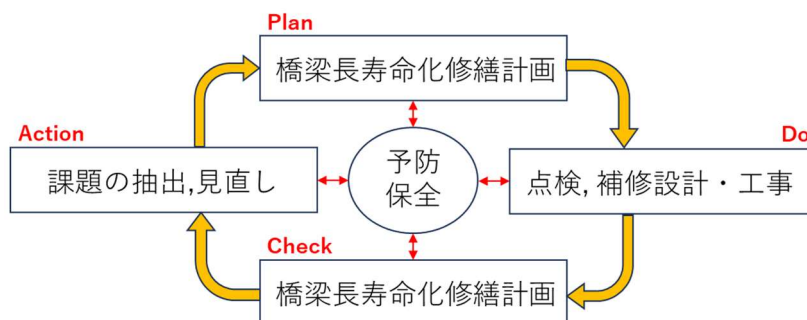 Plan
橋梁長寿命化修繕計画
Action
Do
課題の抽出,見直し
予防
保全
点検,補修設計・工事
Check
橋梁長寿命化修繕計画